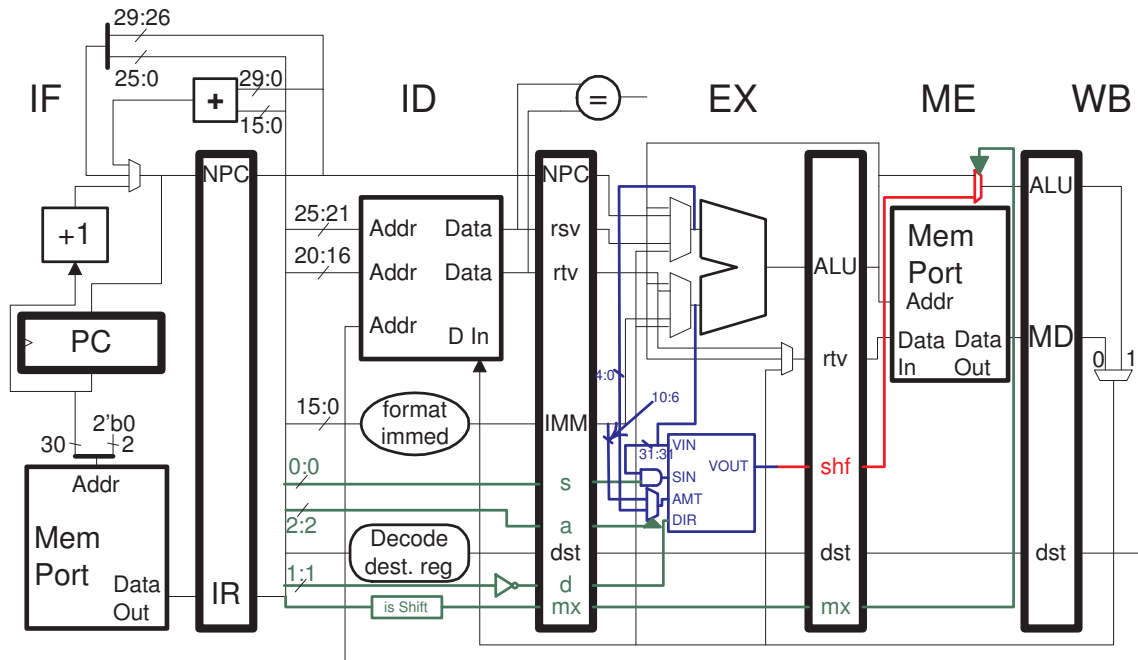 29:26
25:0
29:0
+
15:0
IF
ID
=
EX
ME
WB
NPC
NPC
ALU
25:21
Addr
Data
rsv
+1
20:16
Addr
Data
rtv
ALU
Mem
Port
Addr
Addr
D In
PC
rtv
Data
In
Data
Out
MD
0
1
4:0
10:6
15:0
format
immed
IMM
2'b0
30
2
31:31
VIN
VOUT
SIN
AMT
DIR
shf
Addr
0:0
s
2:2
a
Mem
Port
Decode
dest. reg
dst
dst
dst
Data
Out
IR
1:1
d
is Shift
mx
mx